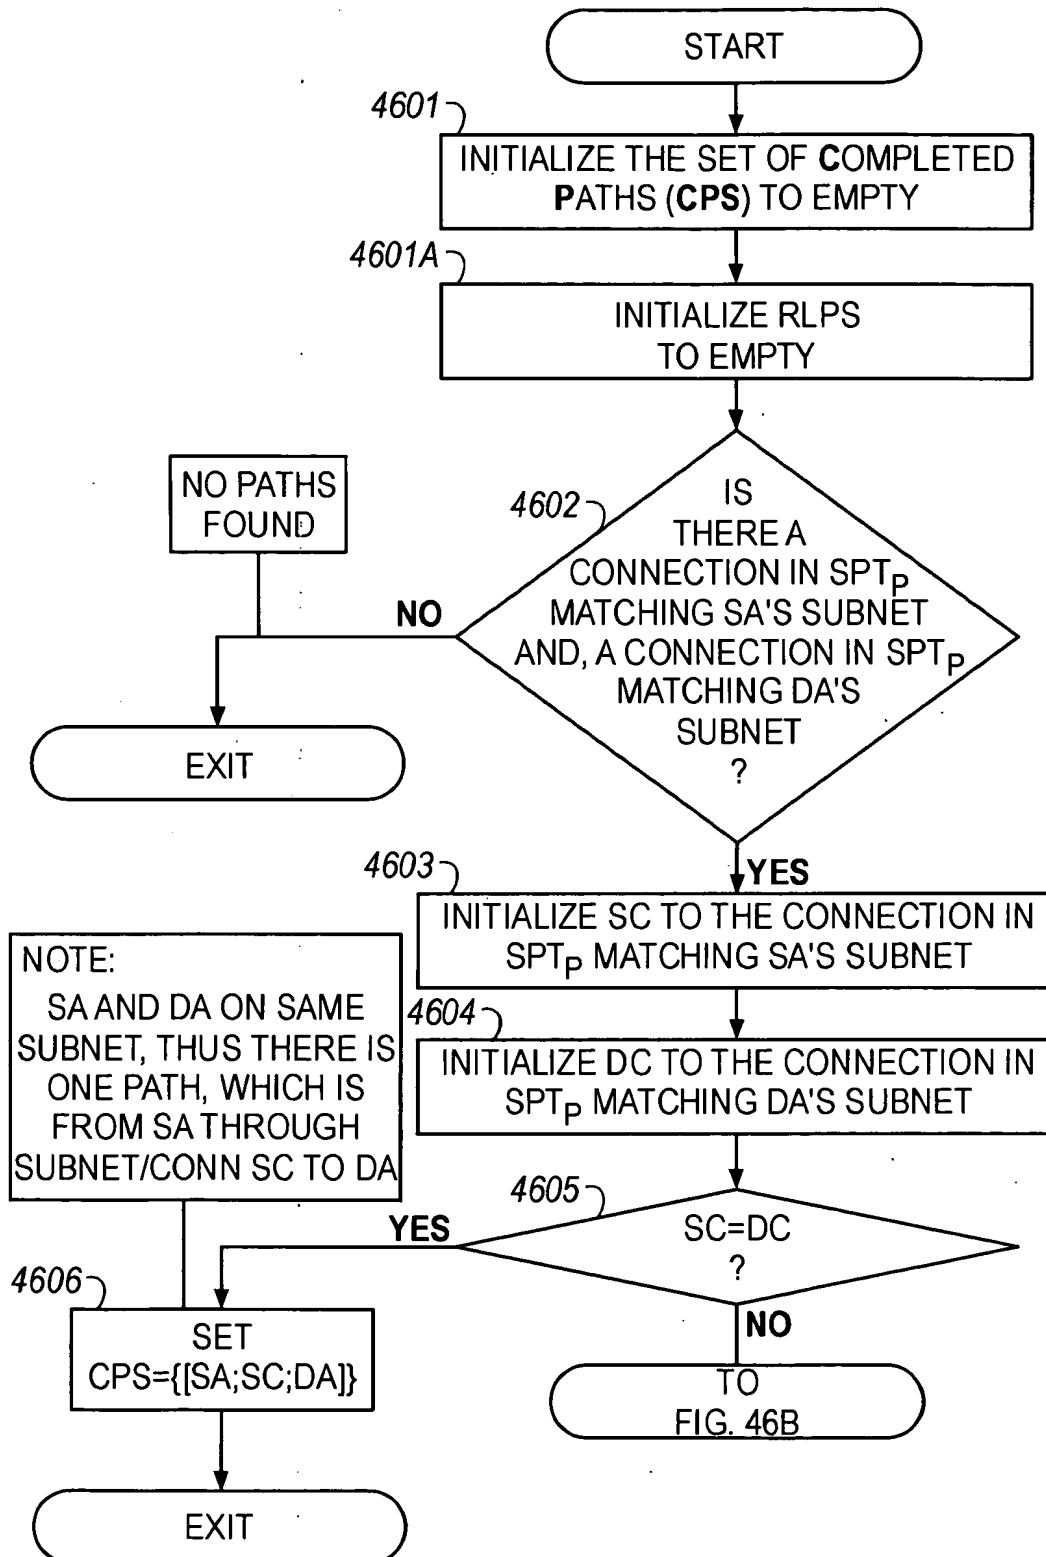 START
4601
INITIALIZE THE SET OF COMPLETED
PATHS (CPS) TO EMPTY
4601A
INITIALIZE RLPS
TO EMPTY
NO PATHS
FOUND
4602
IS
THERE A
CONNECTION IN SPTP
MATCHING SA'S SUBNET
AND, A CONNECTION IN SPTP
MATCHING DA'S
SUBNET
?
NO
EXIT
YES
4603
INITIALIZE SC TO THE CONNECTION IN
SPTP MATCHING SA'S SUBNET
4604
INITIALIZE DC TO THE CONNECTION IN
SPTP MATCHING DA'S SUBNET
NOTE:
SA AND DA ON SAME
SUBNET, THUS THERE IS
ONE PATH, WHICH IS
FROM SA THROUGH
SUBNET/CONN SC TO DA
4605
SC=DC
?
YES
4606
SET
CPS={[SA;SC;DA]}
EXIT
NO
TO
FIG. 46B